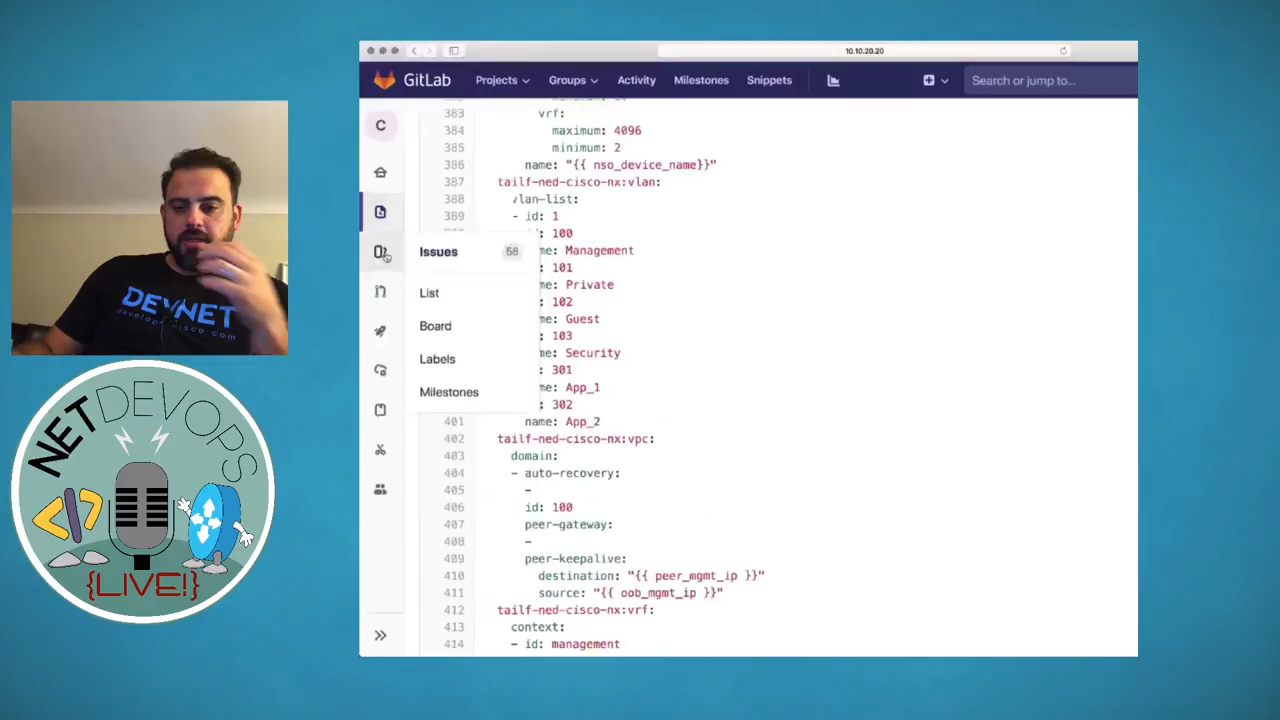 10.10.20.20
GitLab
Projects
Groups
Activity
Milestones
Snippets
Search or jump to...
C
383 vrf:
384 maximum: 4096
385 minimum: 2
386 name: "{{ nso_device_name}}"
387 tailf-ned-cisco-nx:vlan:
388 vlan-list:
389 - id: 1
100
me: Management
101
me: Private
102
me: Guest
: 103
me: Security
: 301
me: App_1
: 302
401 name: App_2
402 tailf-ned-cisco-nx:vpc:
403 domain:
404 - auto-recovery:
405 -
406 id: 100
407 peer-gateway:
408 -
409 peer-keepalive:
410 destination: "{{ peer_mgmt_ip }}"
411 source: "{{ oob_mgmt_ip }}"
412 tailf-ned-cisco-nx:vrf:
413 context:
414 - id: management
Issues 58
List
Board
Labels
Milestones
DEVNET
NETDEVOPS
</>
{LIVE!}